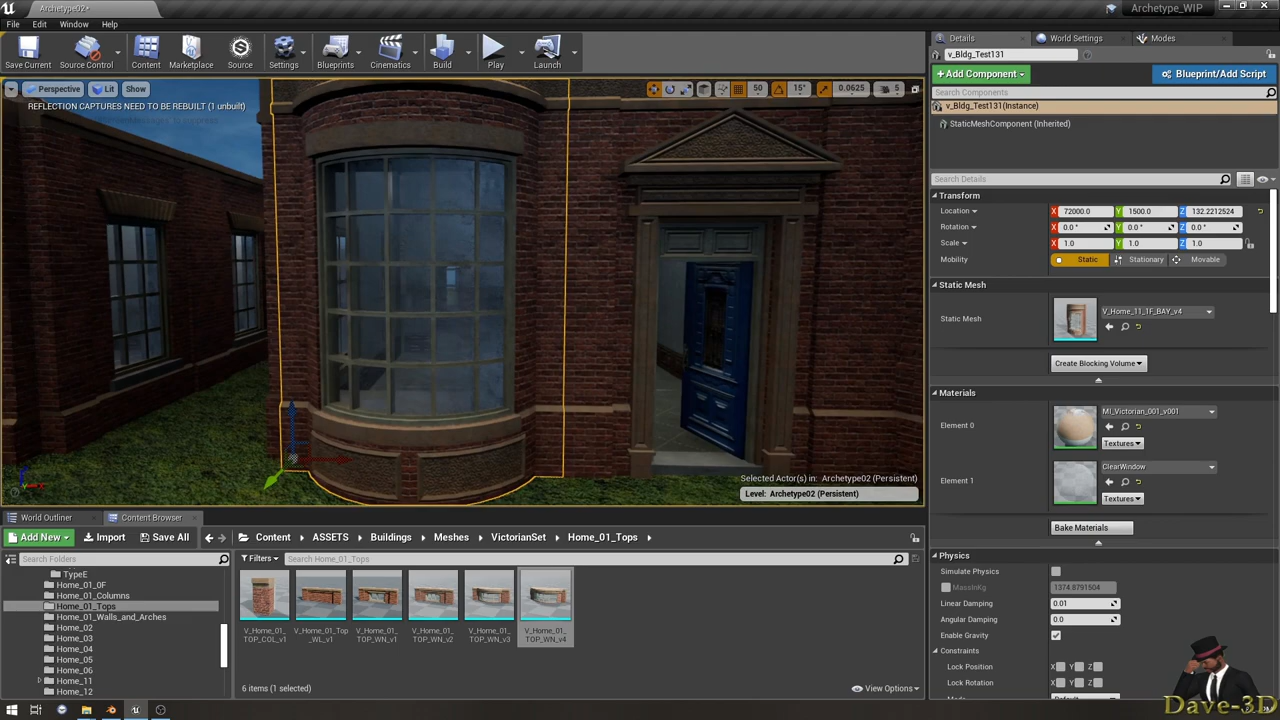 Archetype02*
Archetype_WIP
File Edit Window Help
Save Current Source Control Content Marketplace Source Settings Blueprints Cinematics Build Play Launch
Perspective Lit Show
50 15° 0.0625 5
REFLECTION CAPTURES NEED TO BE REBUILT (1 unbuilt)
Selected Actor(s) in: Archetype02 (Persistent)
Level: Archetype02 (Persistent)
World Outliner Content Browser
Add New Import Save All Content ASSETS Buildings Meshes VictorianSet Home_01_Tops
Search Folders
Filters Search Home_01_Tops
TypeE
Home_01_0F
Home_01_Columns
Home_01_Tops
Home_01_Walls_and_Arches
Home_02
Home_03
Home_04
Home_05
Home_06
Home_11
Home_12
V_Home_01_TOP_COL_v1
V_Home_01_Top_WL_v1
V_Home_01_TOP_WN_v1
V_Home_01_TOP_WN_v2
V_Home_01_TOP_WN_v3
V_Home_01_TOP_WN_v4
6 items (1 selected)
View Options
Details World Settings Modes
v_Bldg_Test131
+Add Component Blueprint/Add Script
Search Components
v_Bldg_Test131(Instance)
StaticMeshComponent (Inherited)
Search Details
Transform
Location X 72000.0 Y 1500.0 Z 132.2212524
Rotation X 0.0 ° Y 0.0 ° Z 0.0 °
Scale X 1.0 Y 1.0 Z 1.0
Mobility Static Stationary Movable
Static Mesh
Static Mesh V_Home_11_1F_BAY_v4
Create Blocking Volume
Materials
Element 0 MI_Victorian_001_v001
Textures
Element 1 ClearWindow
Textures
Bake Materials
Physics
Simulate Physics
MassInKg 1374.8791504
Linear Damping 0.01
Angular Damping 0.0
Enable Gravity
Constraints
Lock Position X Y Z
Lock Rotation X Y Z
Dave-3D